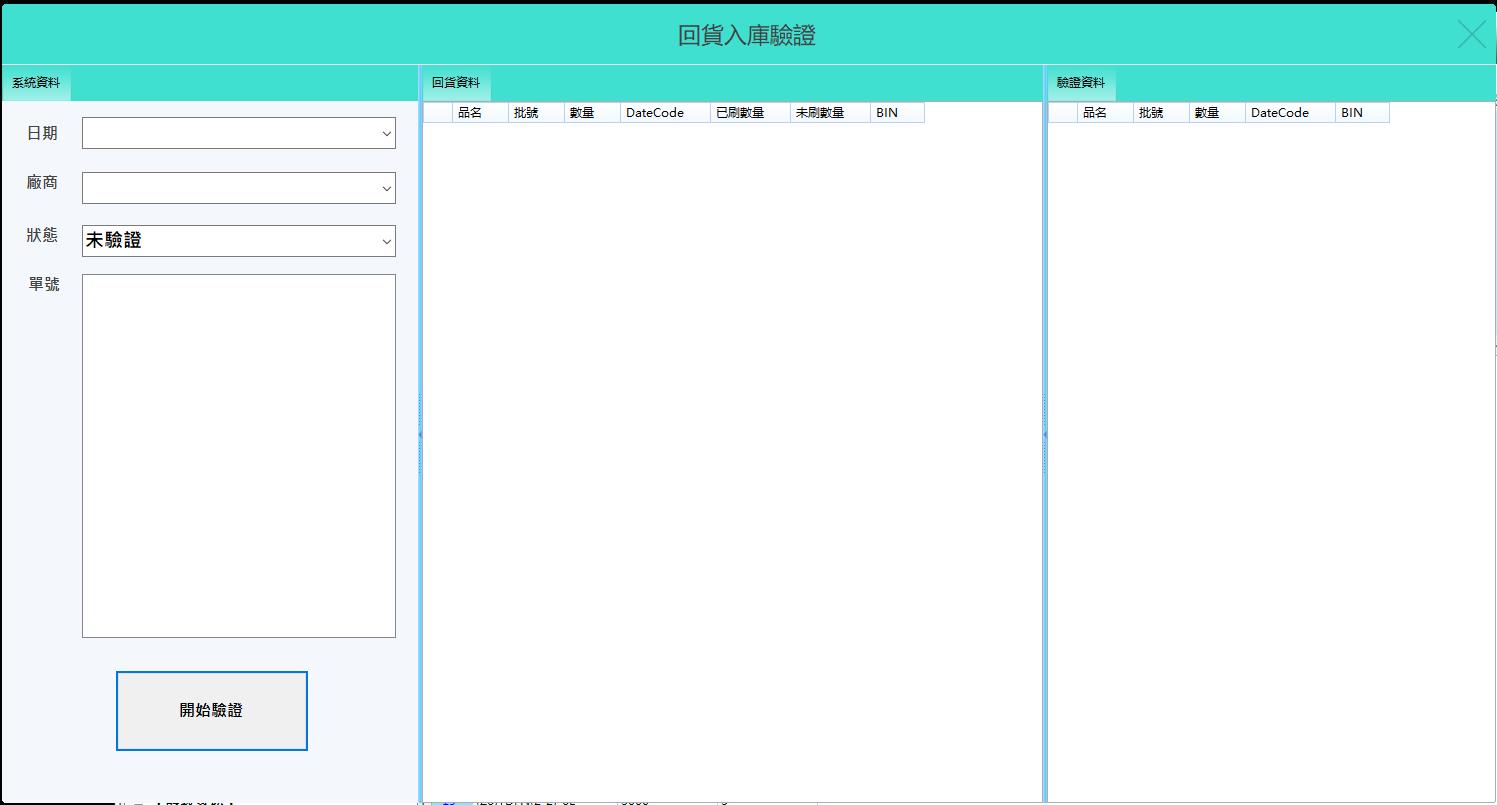 回貨入庫驗證
系統資料
日期
廠商
狀態 未驗證
單號
開始驗證
回貨資料
品名 批號 數量 DateCode 已刷數量 未刷數量 BIN
驗證資料
品名 批號 數量 DateCode BIN